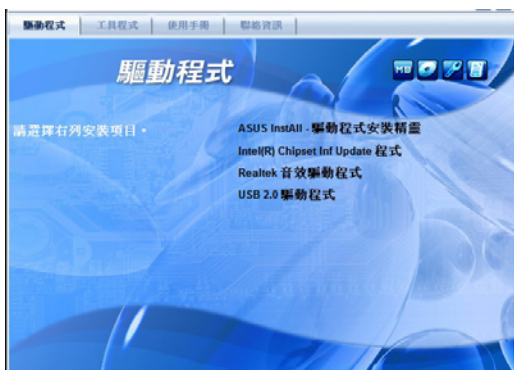 驅動程式 工具程式 使用手冊 聯絡資訊
驅動程式
MB
請選擇右列安裝項目。
ASUS InstAll - 驅動程式安裝精靈
Intel(R) Chipset Inf Update 程式
Realtek 音效驅動程式
USB 2.0 驅動程式